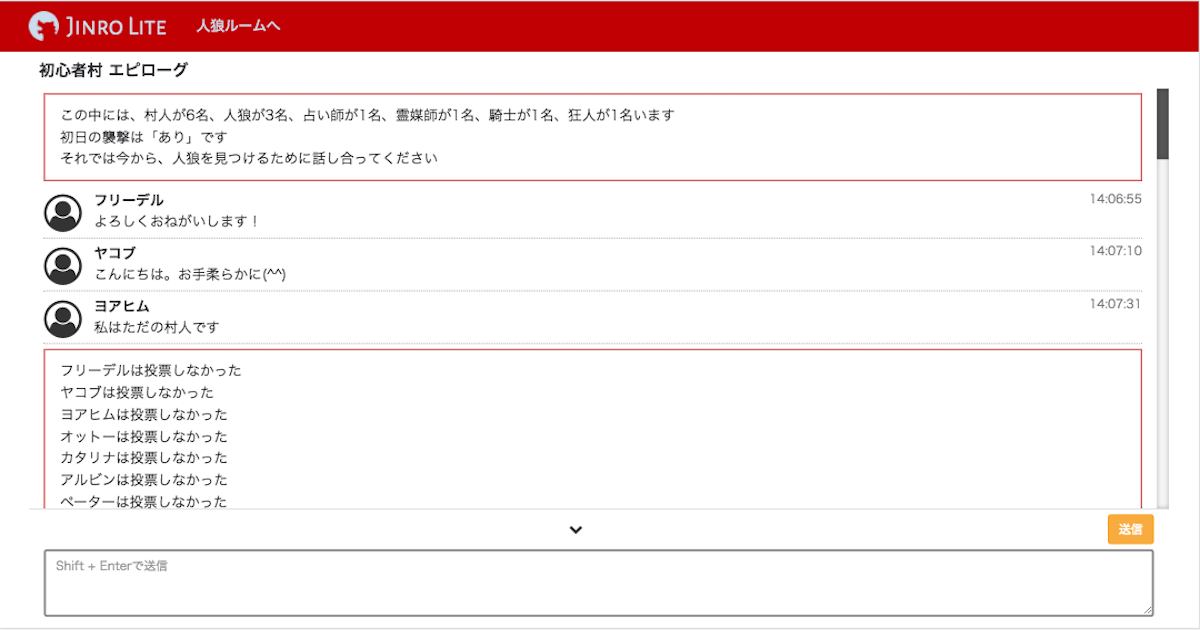 JINRO LITE 人狼ルームへ
初心者村 エピローグ
この中には、村人が6名、人狼が3名、占い師が1名、霊媒師が1名、騎士が1名、狂人が1名います
初日の襲撃は「あり」です
それでは今から、人狼を見つけるために話し合ってください
フリーデル 14:06:55
よろしくおねがいします！
ヤコブ 14:07:10
こんにちは。お手柔らかに(^^)
ヨアヒム 14:07:31
私はただの村人です
フリーデルは投票しなかった
ヤコブは投票しなかった
ヨアヒムは投票しなかった
オットーは投票しなかった
カタリナは投票しなかった
アルビンは投票しなかった
ペーターは投票しなかった
送信
Shift + Enterで送信